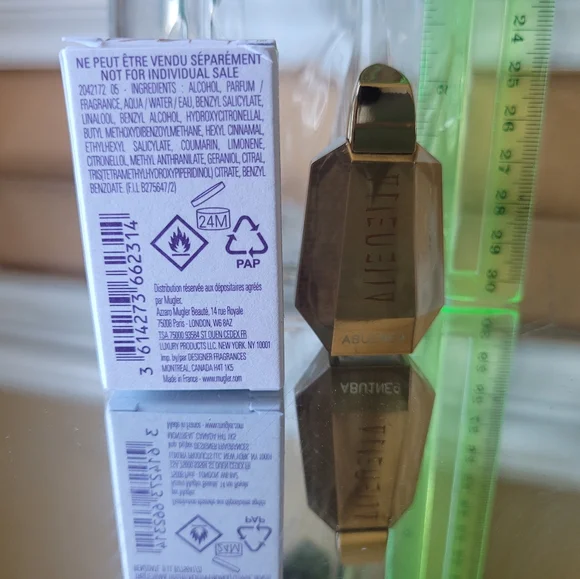 NE PEUT ÊTRE VENDU SÉPARÉMENT
NOT FOR INDIVIDUAL SALE
2042172 05 - INGREDIENTS : ALCOHOL, PARFUM /
FRAGRANCE, AQUA / WATER / EAU, BENZYL SALICYLATE,
LINALOOL, BENZYL ALCOHOL, HYDROXYCITRONELLAL,
BUTYL METHOXYDIBENZOYLMETHANE, HEXYL CINNAMAL,
ETHYLHEXYL SALICYLATE, COUMARIN, LIMONENE,
CITRONELLOL, METHYL ANTHRANILATE, GERANIOL, CITRAL,
TRIS(TETRAMETHYLHYDROXYPIPERIDINOL) CITRATE, BENZYL
BENZOATE (F.I.L B275647/2)
24M
PAP
3 614273 662314
Distribution réservée aux dépositaires agréés
par Mugler.
Azzaro Mugler Beauté, 14 rue Royale
75008 Paris - LONDON, W6 8AZ
TSA 75000 93584 ST OUEN CEDEX FR
LUXURY PRODUCTS LLC. NEW YORK, NY 10001
Imp. by/par DESIGNER FRAGRANCES
MONTREAL, CANADA H4T 1K5
Made in France - www.mugler.com
24
25
26
27
28
29
30